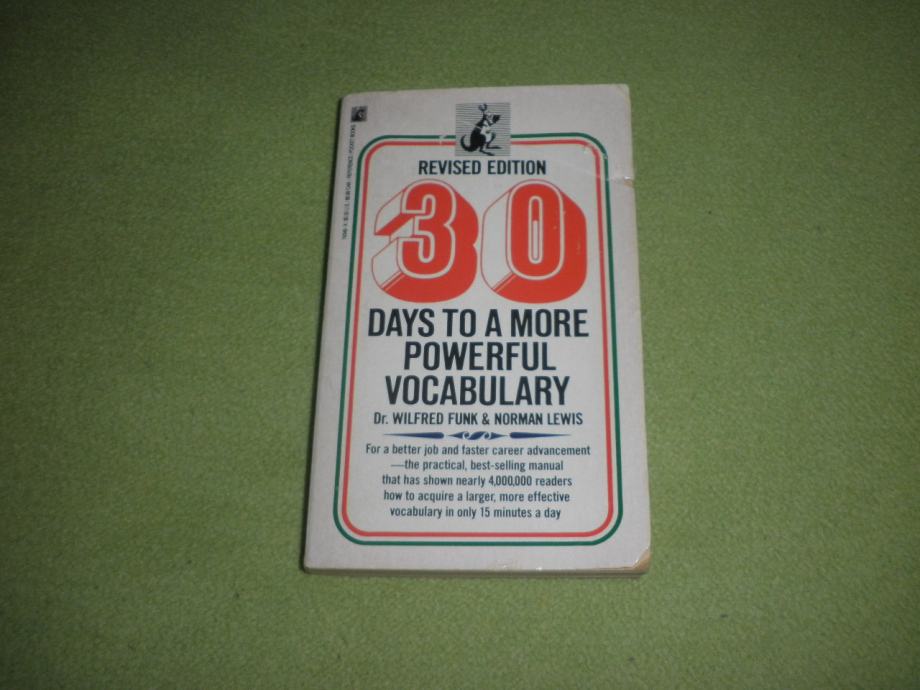 REVISED EDITION
30
DAYS TO A MORE
POWERFUL
VOCABULARY
Dr. WILFRED FUNK & NORMAN LEWIS
For a better job and faster career advancement
—the practical, best-selling manual
that has shown nearly 4,000,000 readers
how to acquire a larger, more effective
vocabulary in only 15 minutes a day